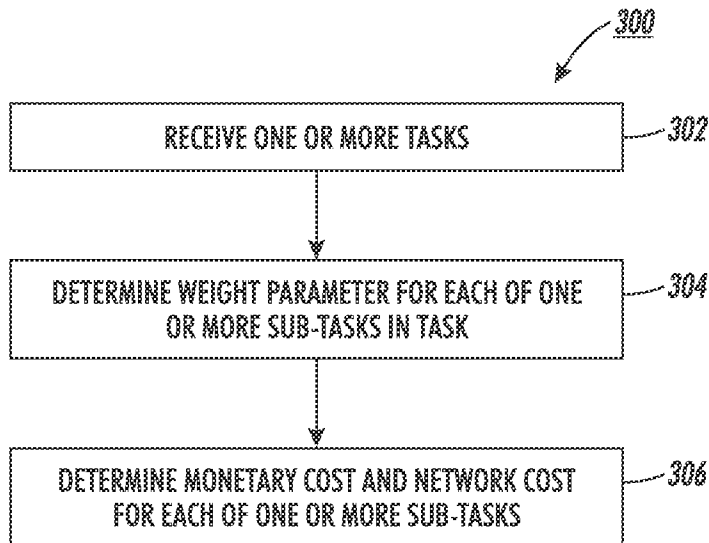 300
RECEIVE ONE OR MORE TASKS
302
DETERMINE WEIGHT PARAMETER FOR EACH OF ONE
OR MORE SUB-TASKS IN TASK
304
DETERMINE MONETARY COST AND NETWORK COST
FOR EACH OF ONE OR MORE SUB-TASKS
306